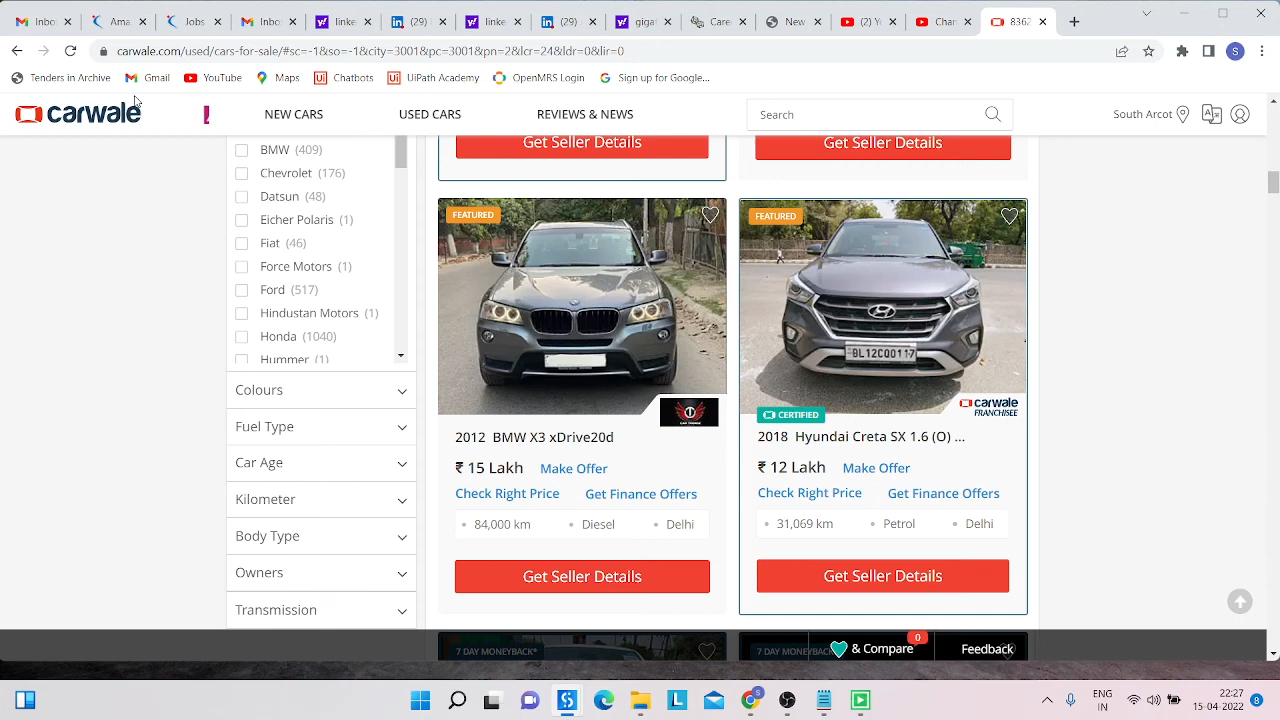 Inbo
Ama
Jobs
Inbo
linke
(29)
linke
(29)
gigat
Cen
New
(2) Y
Chan
8362
carwale.com/used/cars-for-sale/#sc=-1&so=-1&city=3001&pc=3001&pn=2&lcr=24&ldr=0&lir=0
S
Tenders in Archive
Gmail
YouTube
Maps
Chatbots
UiPath Academy
OpenMRS Login
Sign up for Google...
carwale
NEW CARS
USED CARS
REVIEWS & NEWS
Search
South Arcot
BMW (409)
Chevrolet (176)
Datsun (48)
Eicher Polaris (1)
Fiat (46)
Force Motors (1)
Ford (517)
Hindustan Motors (1)
Honda (1040)
Hummer (1)
Colours
Fuel Type
Car Age
Kilometer
Body Type
Owners
Transmission
Get Seller Details
Get Seller Details
FEATURED
2012 BMW X3 xDrive20d
₹ 15 Lakh Make Offer
Check Right Price Get Finance Offers
84,000 km Diesel Delhi
Get Seller Details
FEATURED
DL12CQ0117
carwale
FRANCHISEE
CERTIFIED
2018 Hyundai Creta SX 1.6 (O) ...
₹ 12 Lakh Make Offer
Check Right Price Get Finance Offers
31,069 km Petrol Delhi
Get Seller Details
7 DAY MONEYBACK*
7 DAY MONEYBACK
0
& Compare
Feedback
S
ENG
IN
22:27
15-04-2022
8